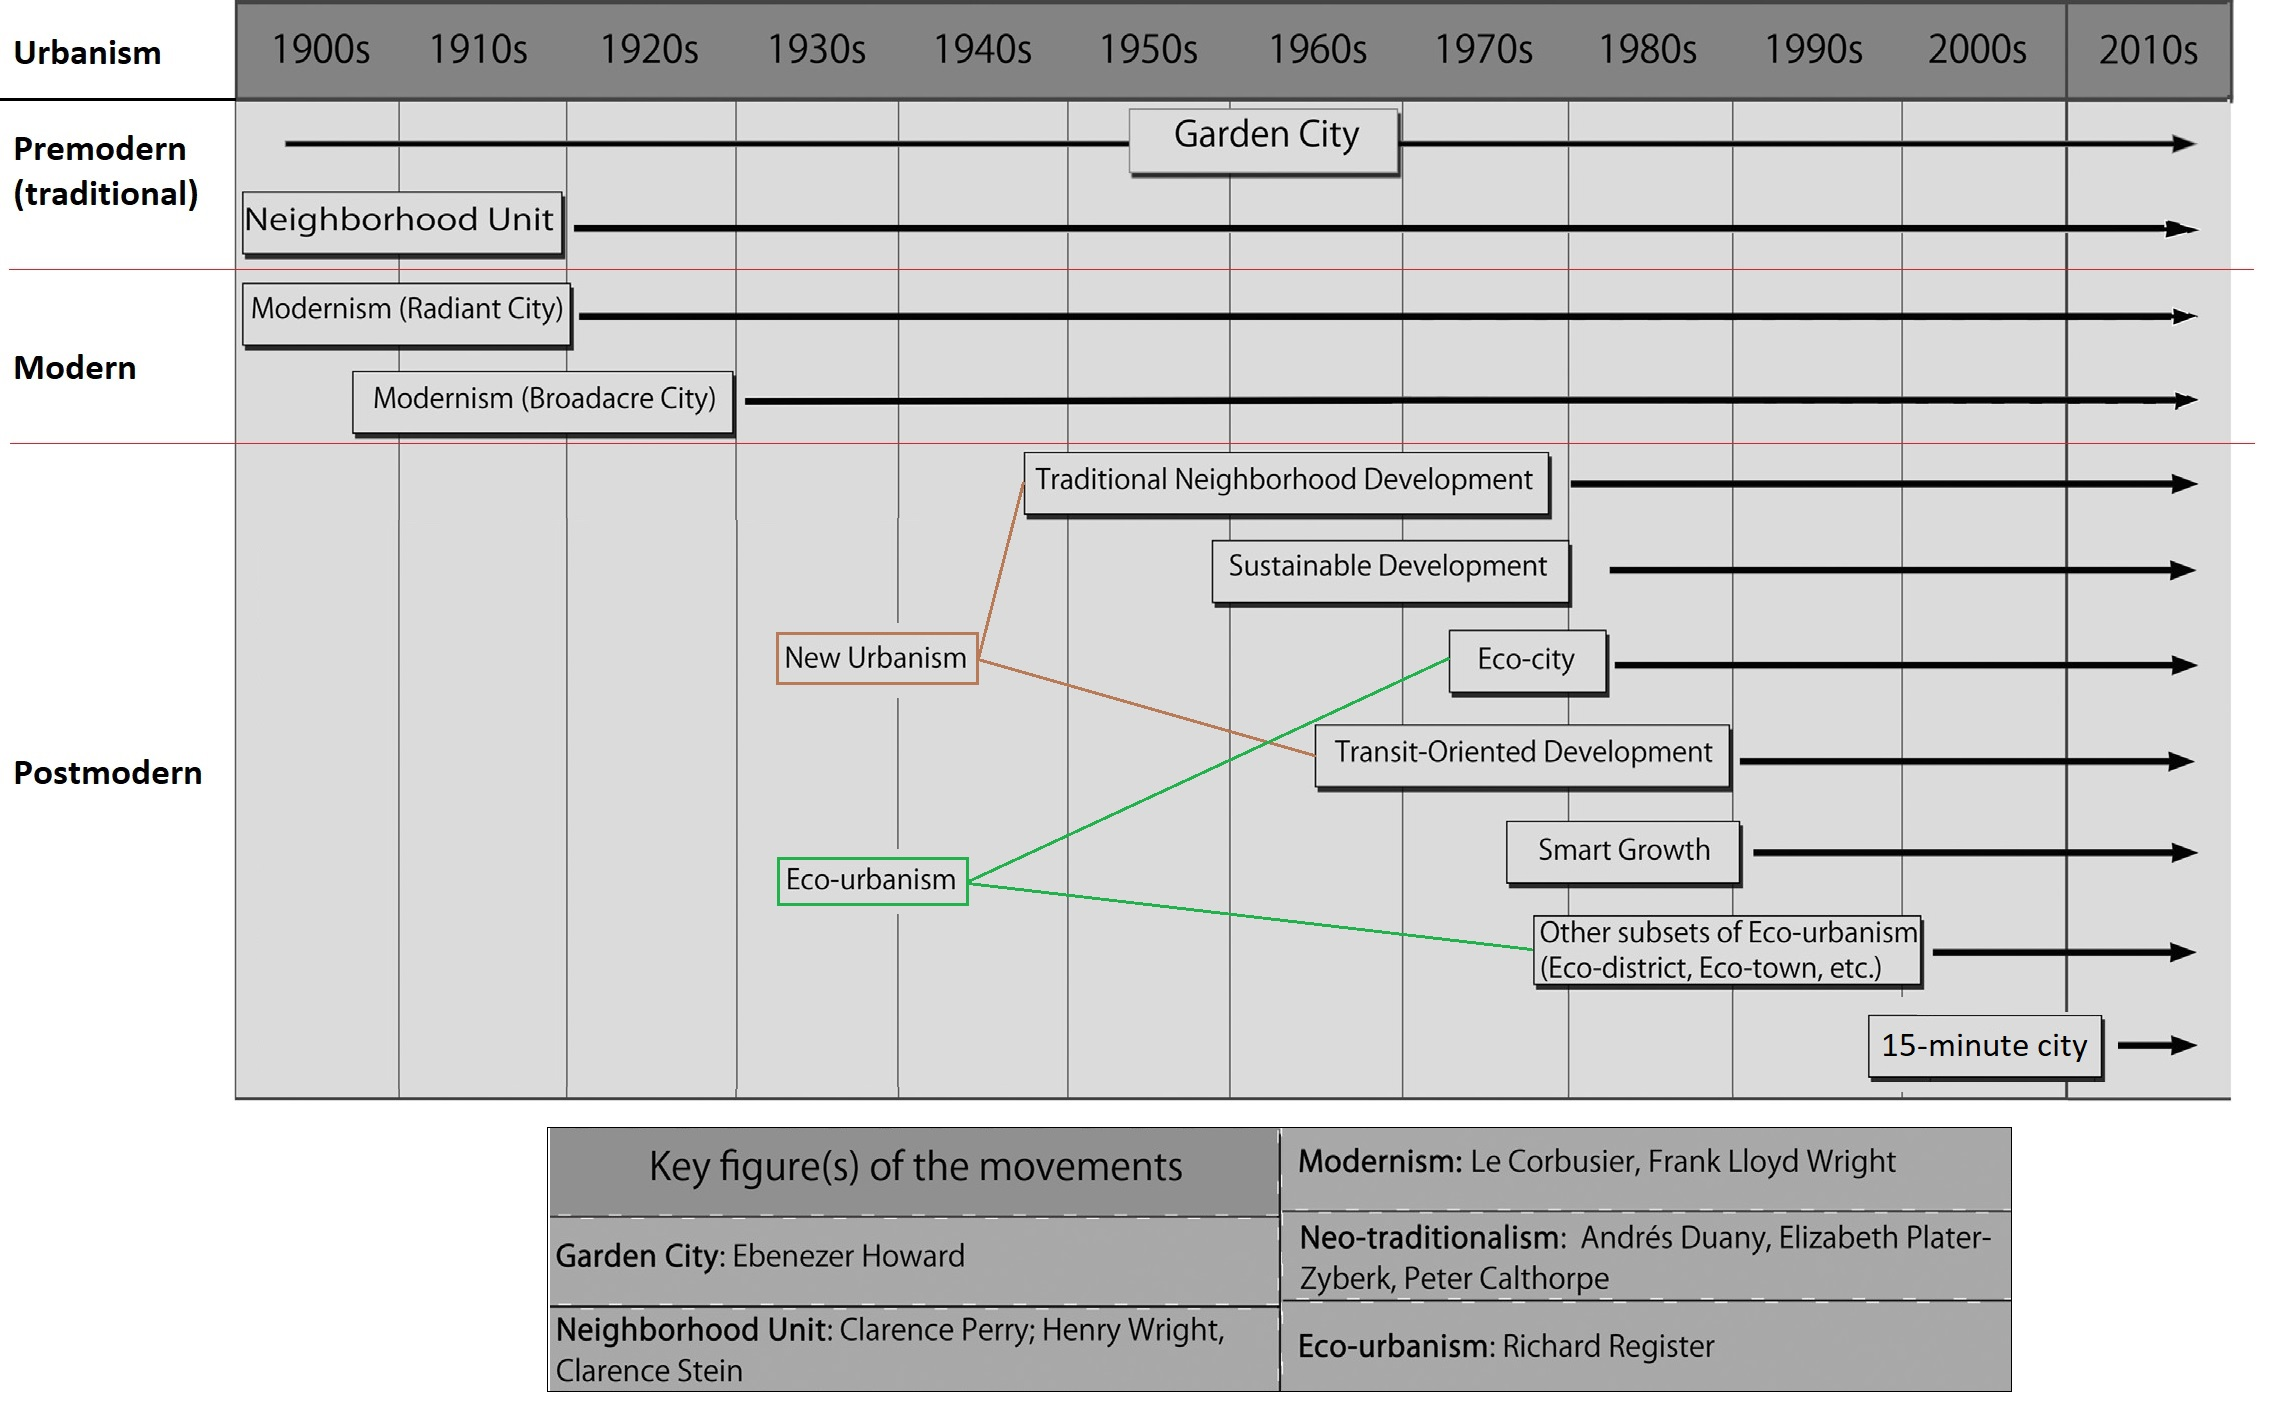 Urbanism
1900s 1910s 1920s 1930s 1940s 1950s 1960s 1970s 1980s 1990s 2000s 2010s
Premodern
(traditional)
Garden City
Neighborhood Unit
Modern
Modernism (Radiant City)
Modernism (Broadacre City)
Postmodern
Traditional Neighborhood Development
Sustainable Development
New Urbanism
Eco-city
Transit-Oriented Development
Smart Growth
Eco-urbanism
Other subsets of Eco-urbanism
(Eco-district, Eco-town, etc.)
15-minute city
Key figure(s) of the movements
Garden City: Ebenezer Howard
Neighborhood Unit: Clarence Perry; Henry Wright,
Clarence Stein
Modernism: Le Corbusier, Frank Lloyd Wright
Neo-traditionalism: Andrés Duany, Elizabeth Plater-
Zyberk, Peter Calthorpe
Eco-urbanism: Richard Register